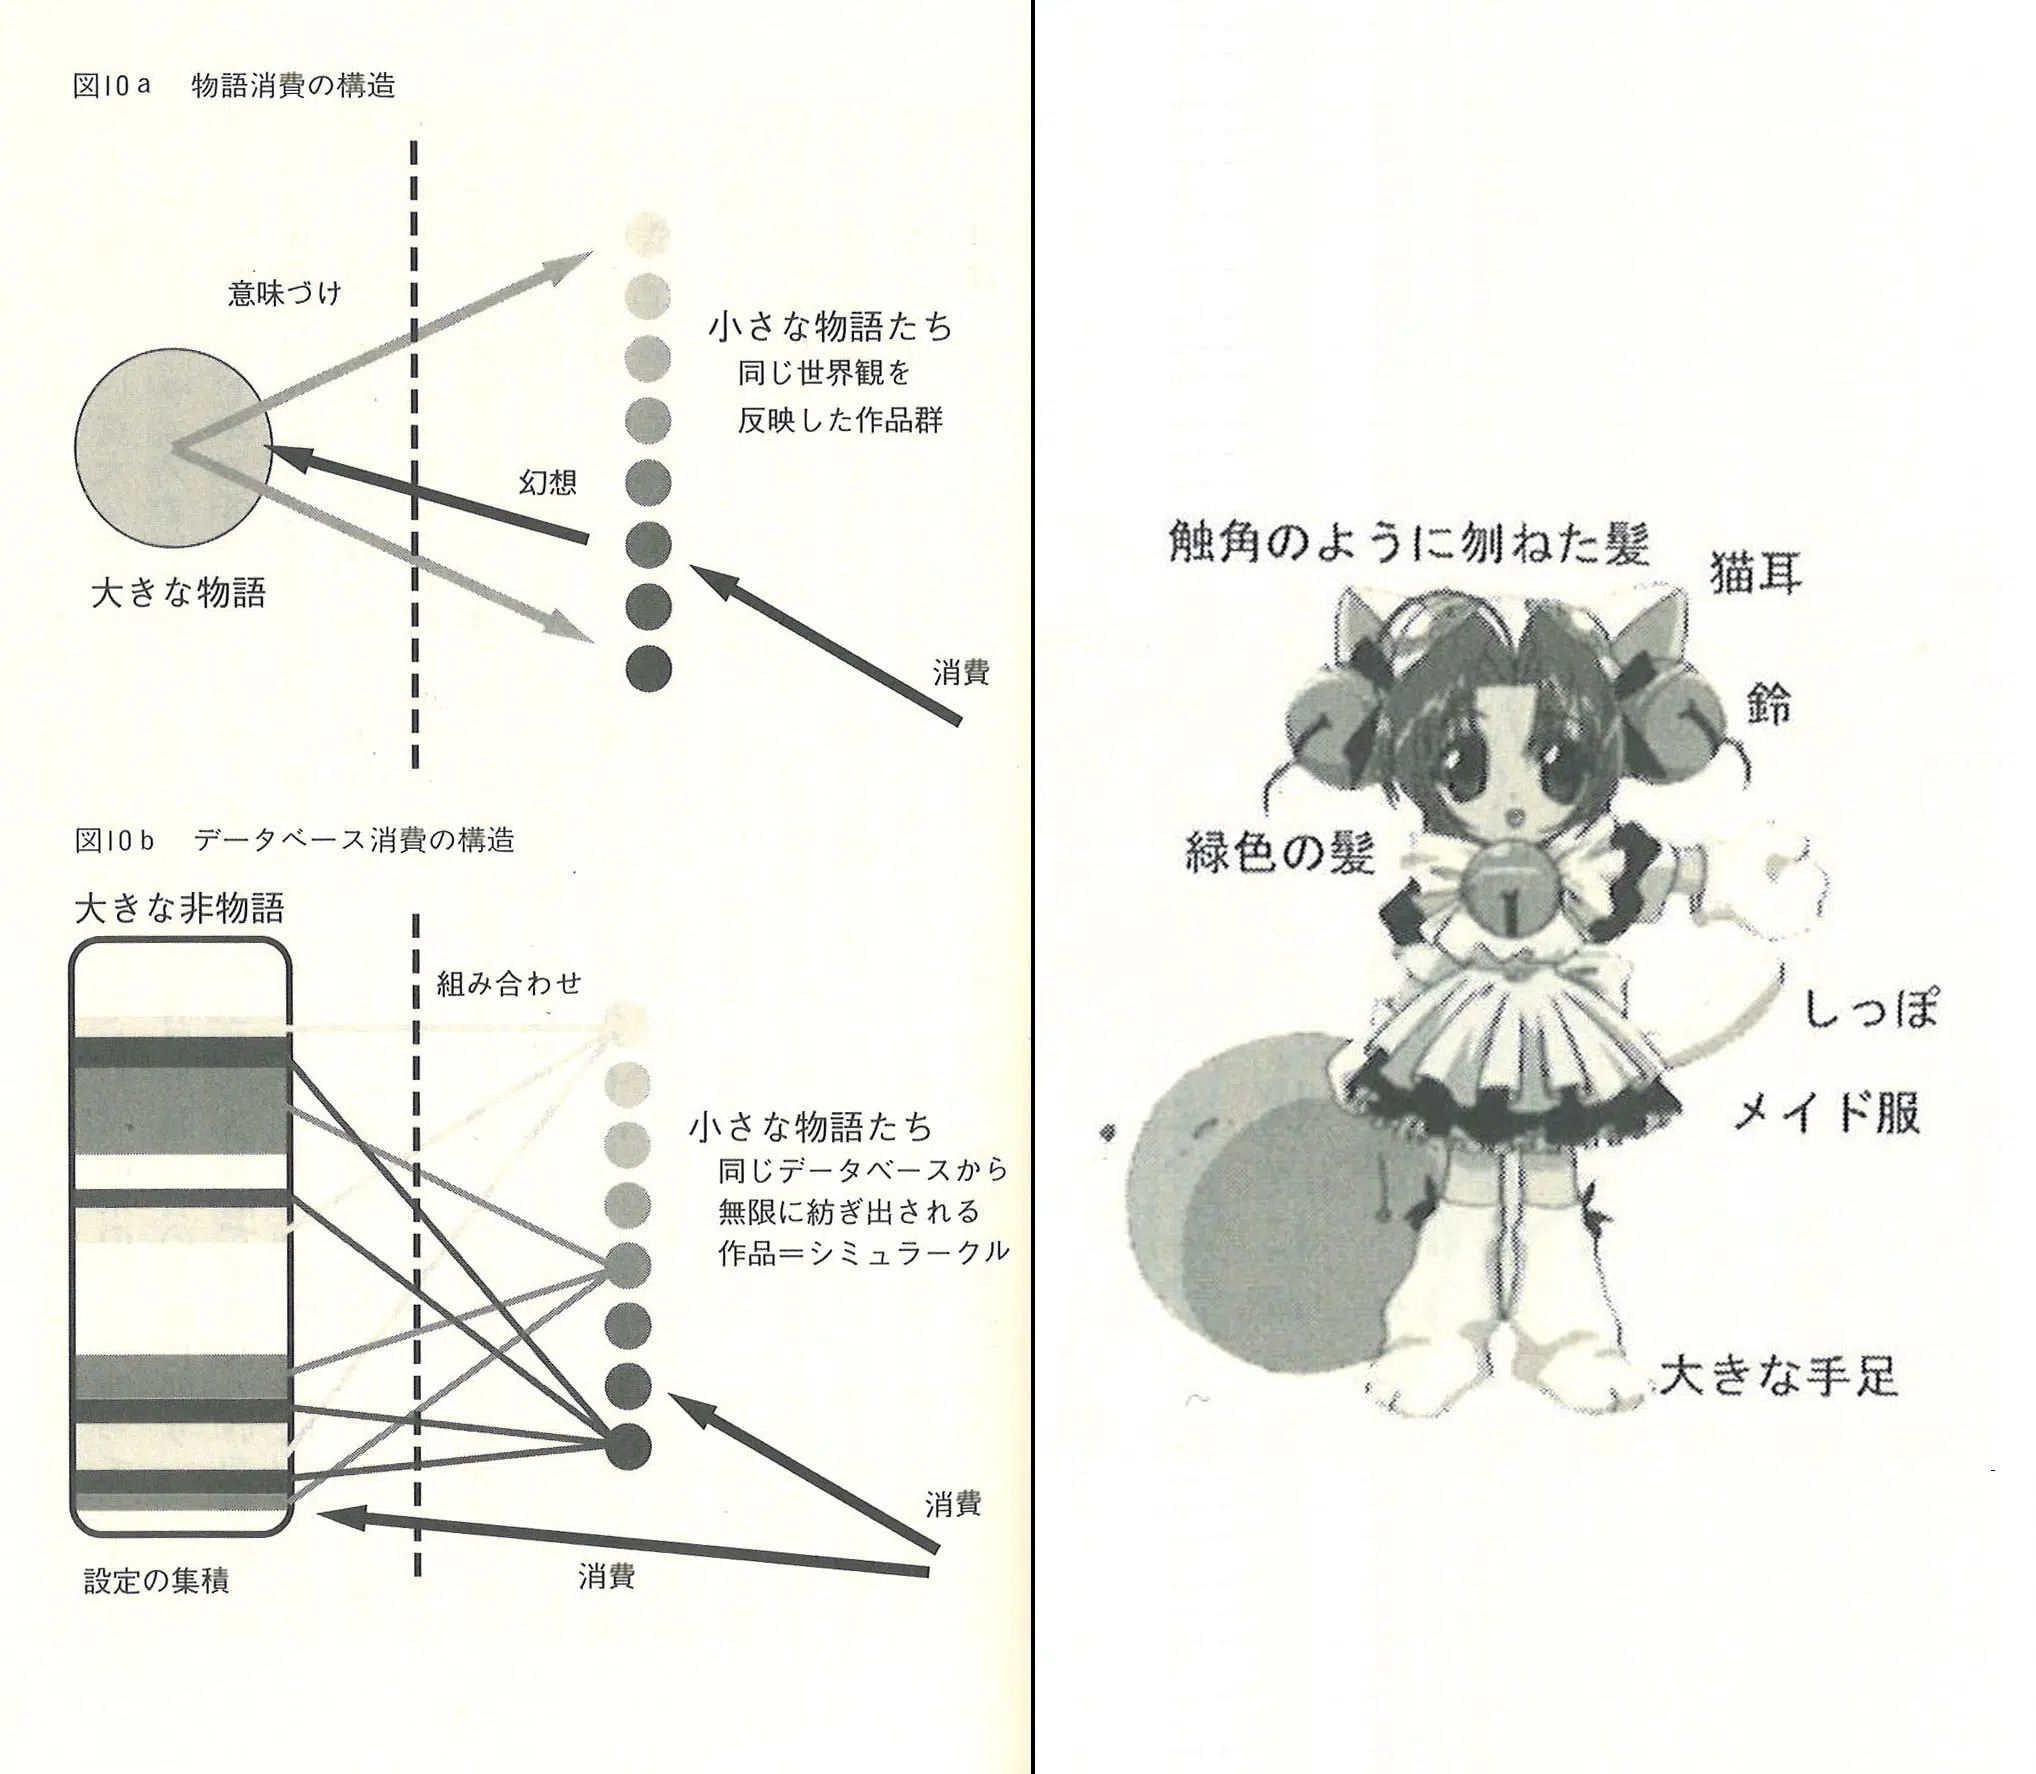 図10a 物語消費の構造
意味づけ
小さな物語たち
同じ世界観を
反映した作品群
幻想
大きな物語
消費
図10b データベース消費の構造
大きな非物語
組み合わせ
小さな物語たち
同じデータベースから
無限に紡ぎ出される
作品＝シミュラークル
消費
消費
設定の集積
触角のように刎ねた髪
猫耳
鈴
緑色の髪
しっぽ
メイド服
大きな手足